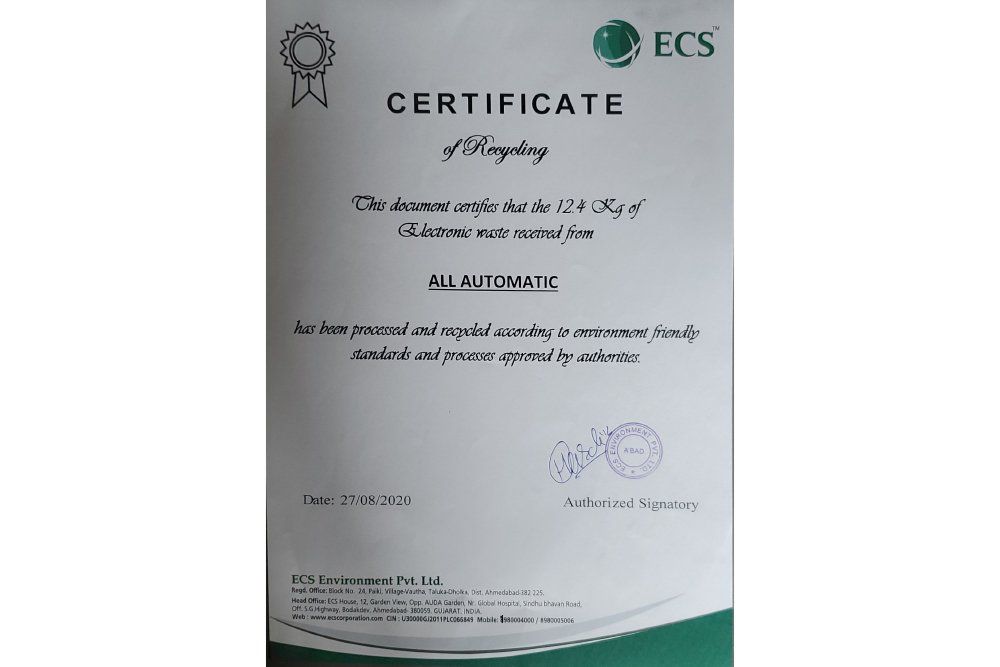 ECS™
CERTIFICATE
of Recycling
This document certifies that the 12.4 Kg of
Electronic waste received from
ALL AUTOMATIC
has been processed and recycled according to environment friendly
standards and processes approved by authorities.
ECS ENVIRONMENT PVT. LTD.
A'BAD
Date: 27/08/2020
Authorized Signatory
ECS Environment Pvt. Ltd.
Regd. Office: Block No. 24, Paiki, Village-Vautha, Taluka-Dholka, Dist. Ahmedabad-382 225.
Head Office: ECS House, 12, Garden View, Opp. AUDA Garden, Nr. Global Hospital, Sindhu bhavan Road,
Off. S.G.Highway, Bodakdev, Ahmedabad- 380059. GUJARAT. INDIA.
Web : www.ecscorporation.com CIN : U30000GJ2011PLC066849 Mobile: 8980004000 / 8980005006